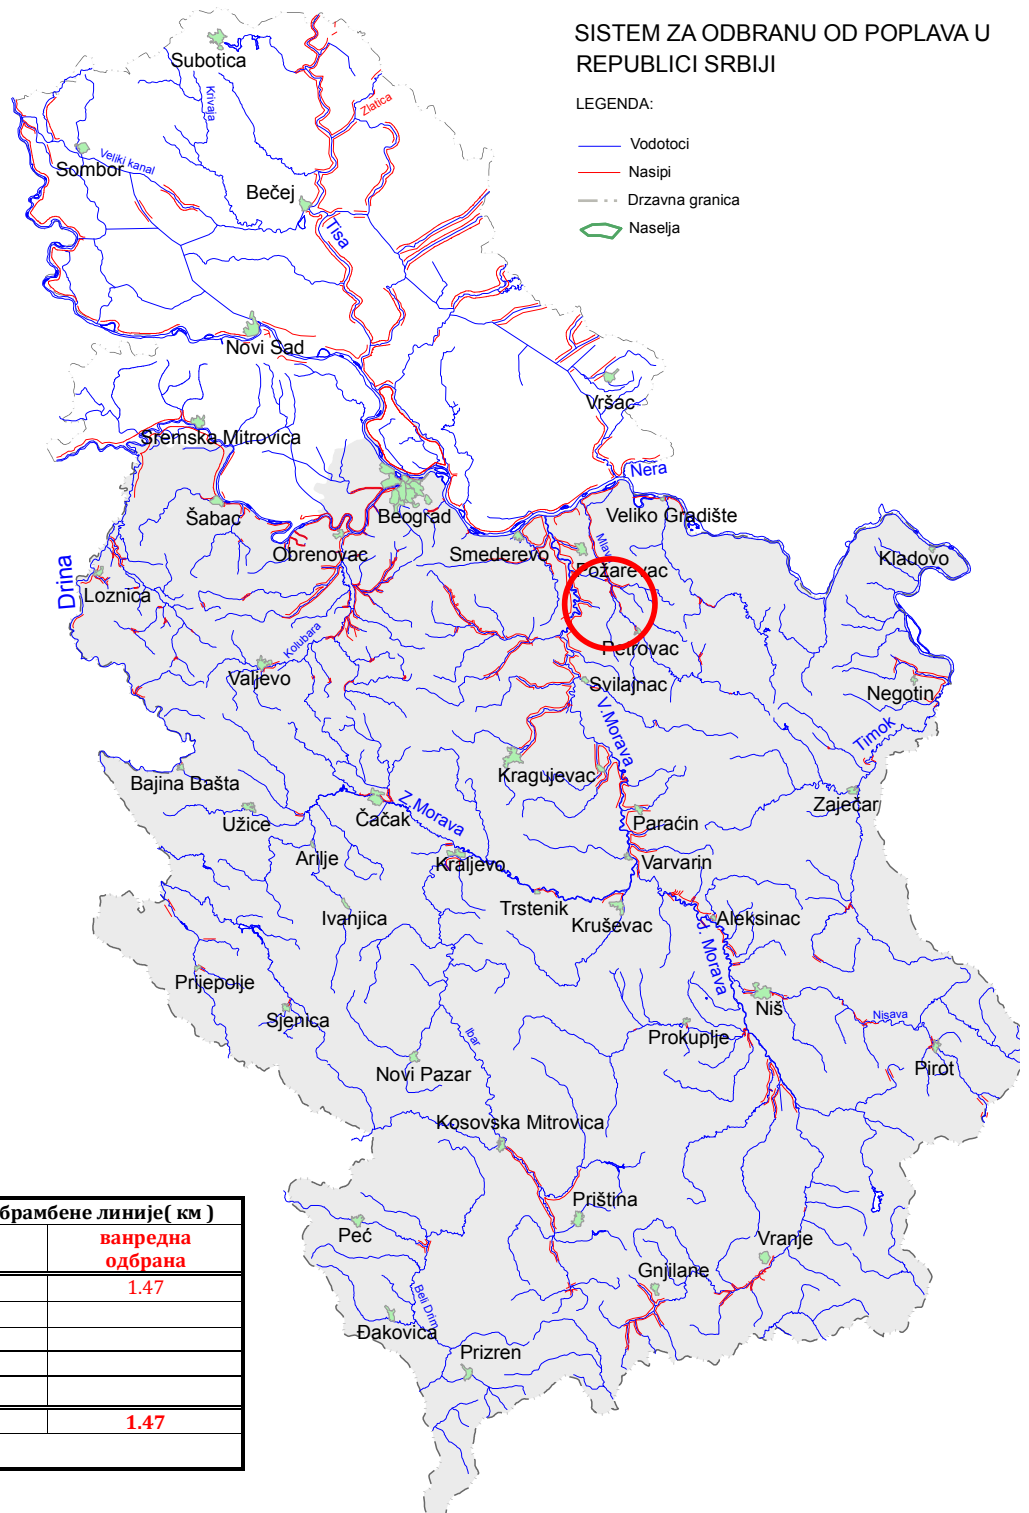 SISTEM ZA ODBRANU OD POPLAVA U
REPUBLICI SRBIJI
LEGENDA:
Vodotoci
Nasipi
Drzavna granica
Naselja
Subotica
Krivaja
Zlatica
Sombor
Veliki kanal
Bečej
Tisa
Novi Sad
Vršac
Sremska Mitrovica
Nera
Šabac
Beograd
Veliko Gradište
Obrenovac
Smederevo
Mlava
Požarevac
Kladovo
Drina
Loznica
Kolubara
Petrovac
Valjevo
Svilajnac
Negotin
V.Morava
Timok
Kragujevac
Bajina Bašta
Zaječar
Užice
Čačak
Z.Morava
Paraćin
Arilje
Kraljevo
Varvarin
Ivanjica
Trstenik
Kruševac
Aleksinac
J. Morava
Prijepolje
Sjenica
Niš
Nisava
Ibar
Prokuplje
Novi Pazar
Pirot
Kosovska Mitrovica
Priština
Peć
Vranje
Gnjilane
Beli Drim
Đakovica
Prizren
брамбене линије( км )
ванредна
одбрана
1.47
1.47